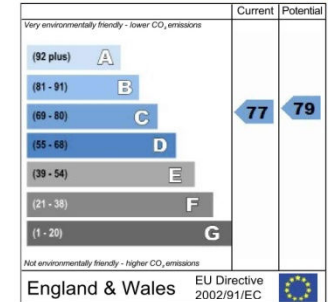 Current Potential
Very environmentally friendly - lower CO₂ emissions
(92 plus) A
(81 - 91) B
(69 - 80) C
77 79
(55 - 68) D
(39 - 54) E
(21 - 38) F
(1 - 20) G
Not environmentally friendly - higher CO₂ emissions
England & Wales
EU Directive
2002/91/EC